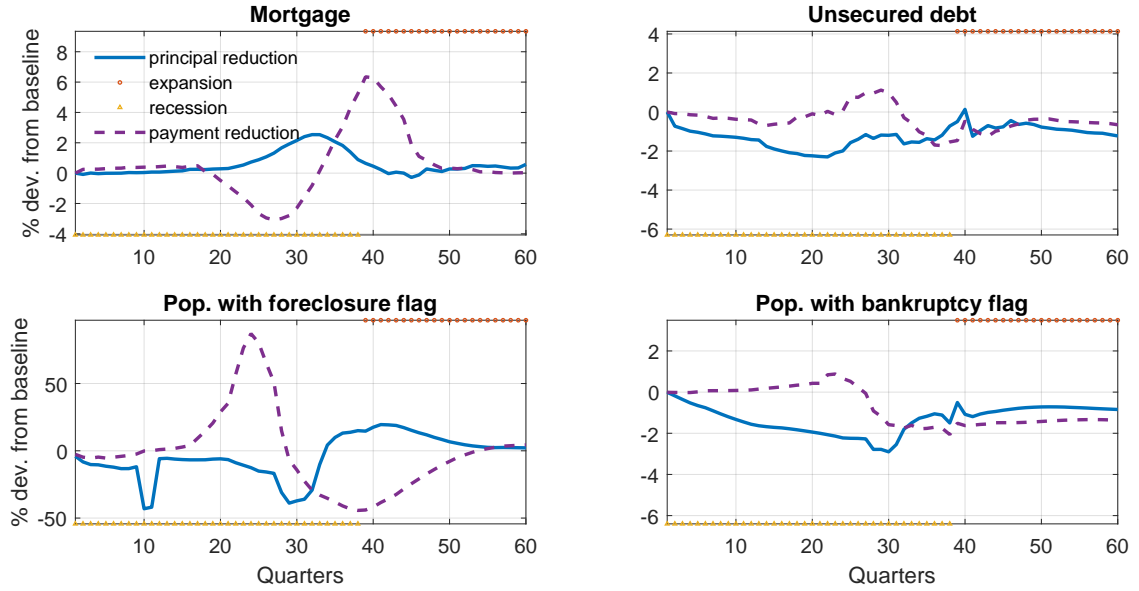 Mortgage
% dev. from baseline
8
6
4
2
0
-2
-4
principal reduction
expansion
recession
payment reduction
10 20 30 40 50 60
Unsecured debt
4
2
0
-2
-4
-6
10 20 30 40 50 60
Pop. with foreclosure flag
% dev. from baseline
50
0
-50
10 20 30 40 50 60
Quarters
Pop. with bankruptcy flag
2
0
-2
-4
-6
10 20 30 40 50 60
Quarters